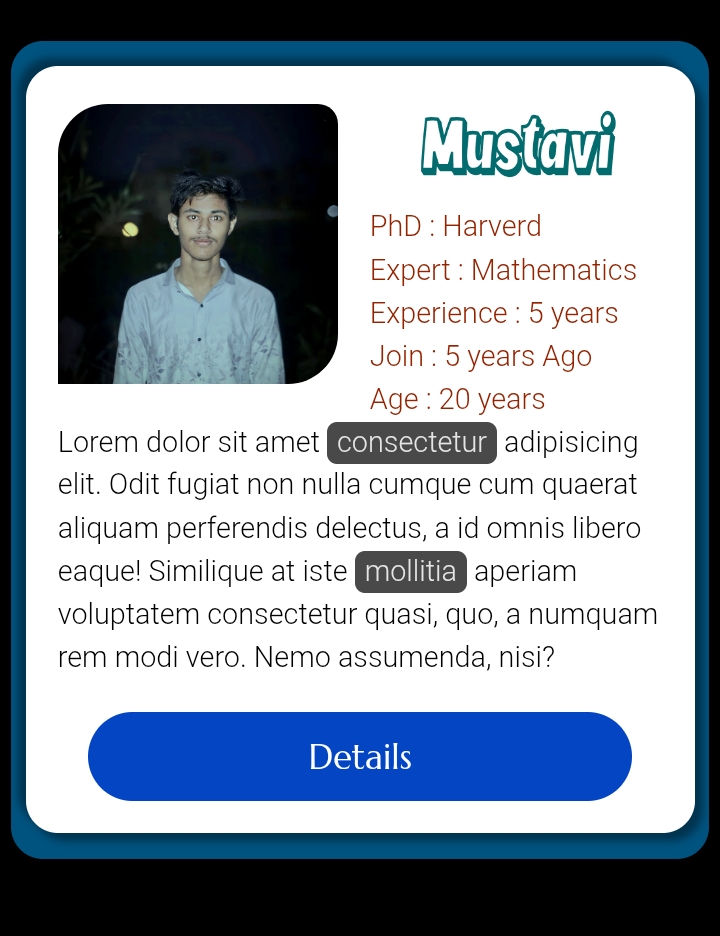 Mustavi
PhD : Harverd
Expert : Mathematics
Experience : 5 years
Join : 5 years Ago
Age : 20 years
Lorem dolor sit amet consectetur adipisicing
elit. Odit fugiat non nulla cumque cum quaerat
aliquam perferendis delectus, a id omnis libero
eaque! Similique at iste mollitia aperiam
voluptatem consectetur quasi, quo, a numquam
rem modi vero. Nemo assumenda, nisi?
Details